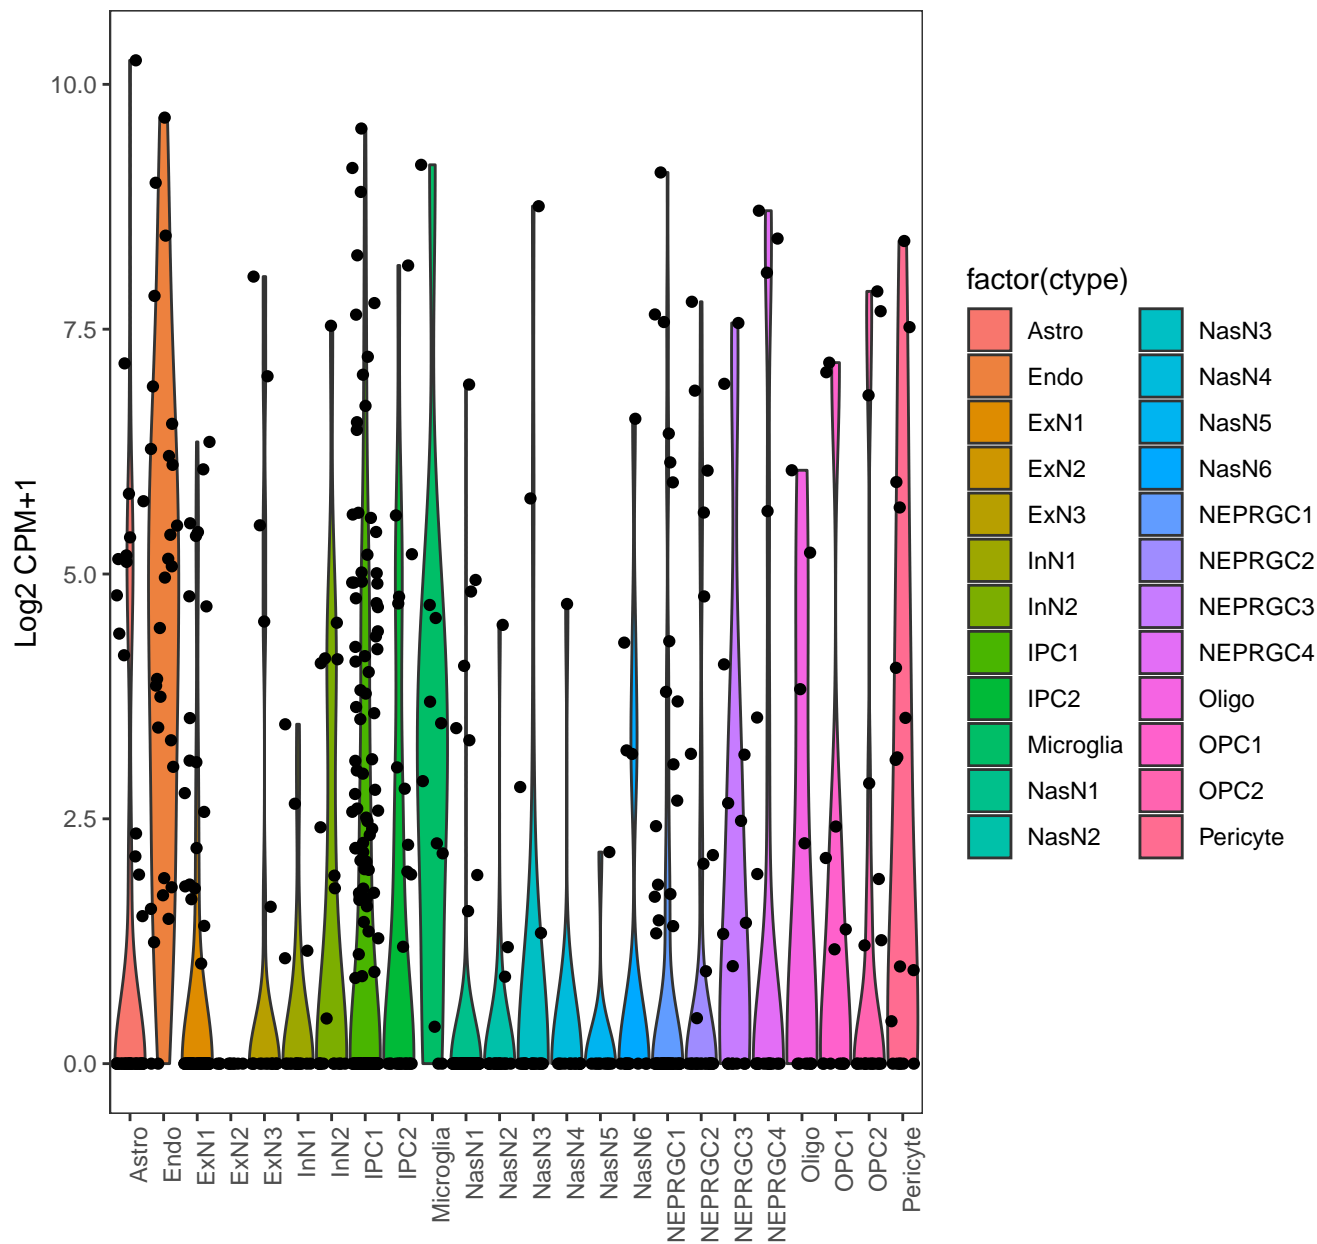 10.0
7.5
5.0
2.5
0.0
Log2 CPM+1
Astro
Endo
ExN1
ExN2
ExN3
InN1
InN2
IPC1
IPC2
Microglia
NasN1
NasN2
NasN3
NasN4
NasN5
NasN6
NEPRGC1
NEPRGC2
NEPRGC3
NEPRGC4
Oligo
OPC1
OPC2
Pericyte
factor(ctype)
Astro
Endo
ExN1
ExN2
ExN3
InN1
InN2
IPC1
IPC2
Microglia
NasN1
NasN2
NasN3
NasN4
NasN5
NasN6
NEPRGC1
NEPRGC2
NEPRGC3
NEPRGC4
Oligo
OPC1
OPC2
Pericyte